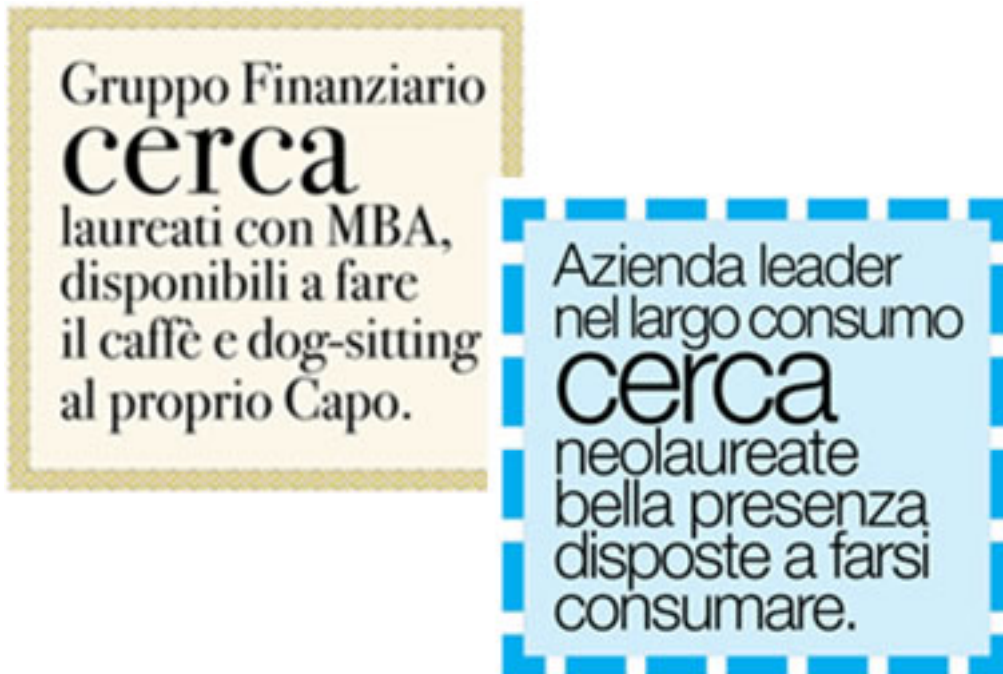 Gruppo Finanziario
cerca
laureati con MBA,
disponibili a fare
il caffè e dog-sitting
al proprio Capo.
Azienda leader
nel largo consumo
cerca
neolaureate
bella presenza
disposte a farsi
consumare.